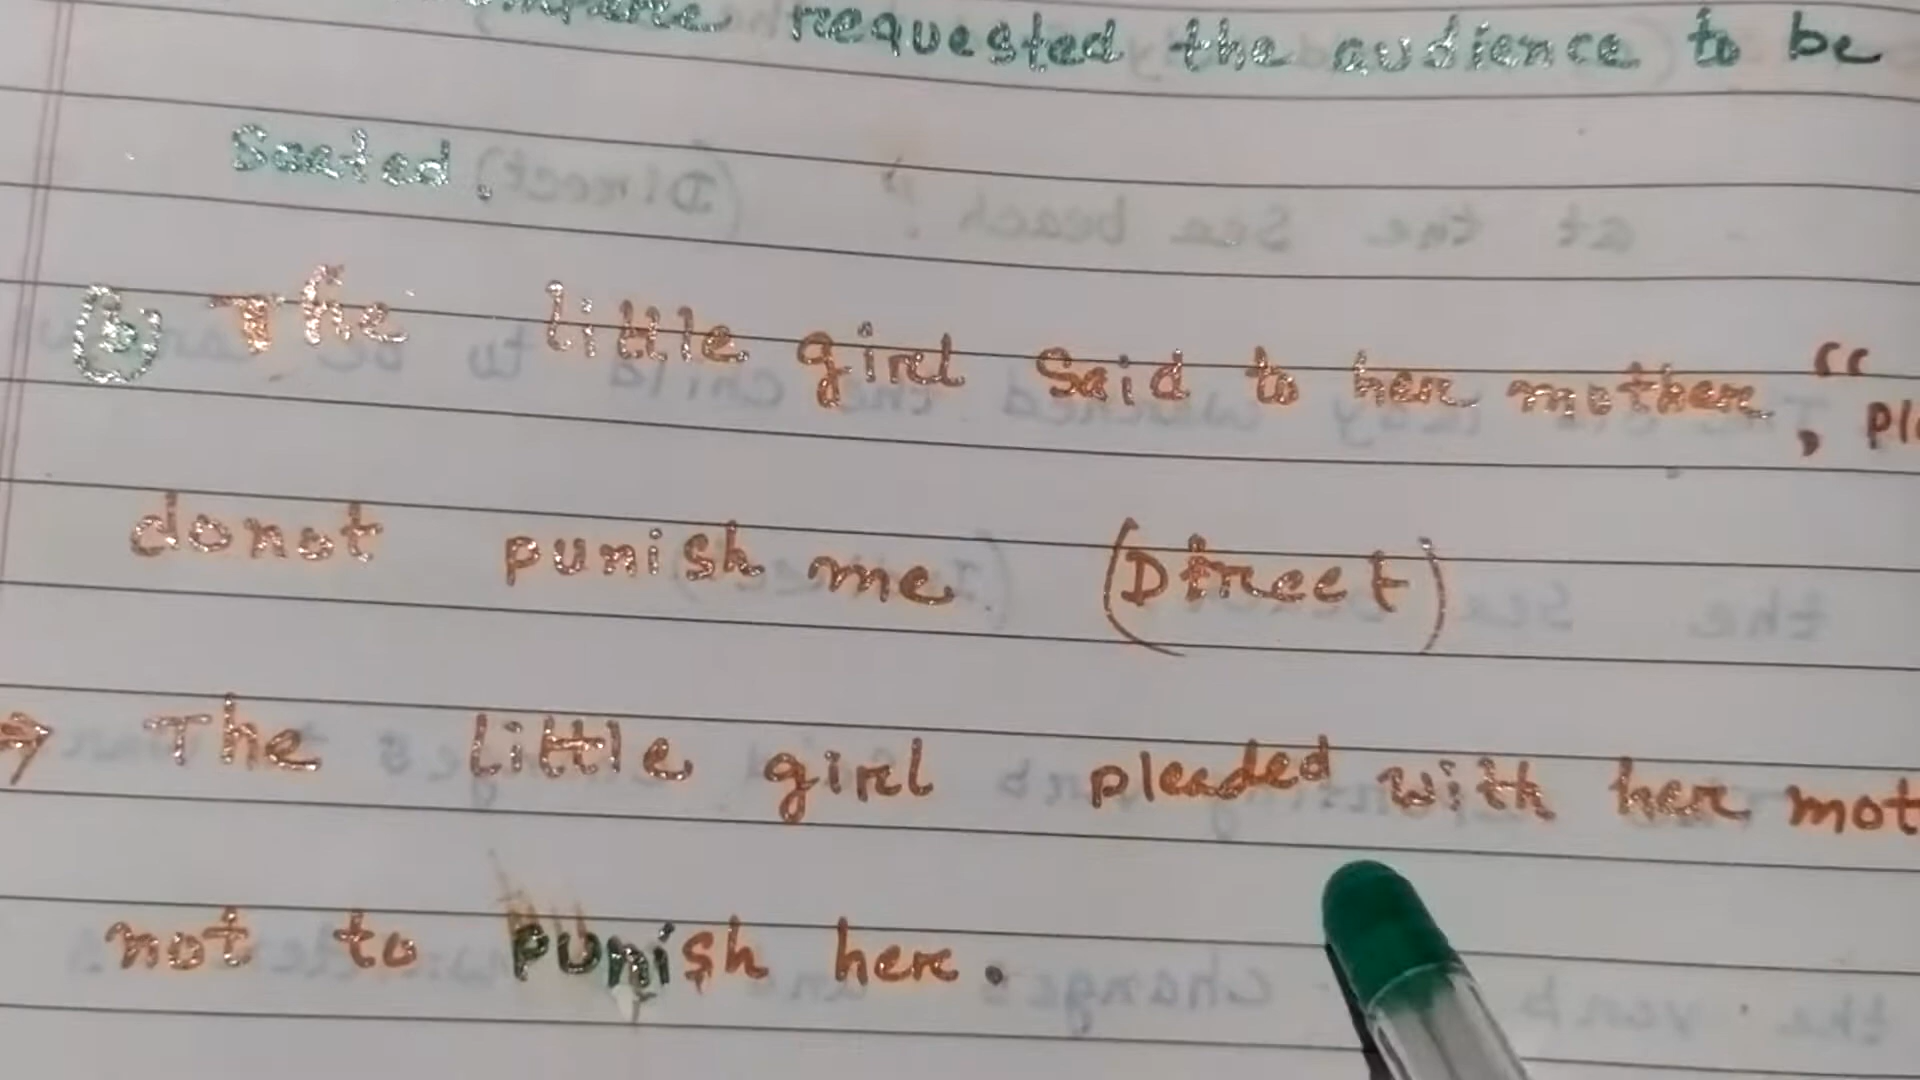 requested the audience to be
Seated.
(b) The little girl said to her mother, “
donot punish me (Direct)
→ The little girl pleaded with her mot
not to punish her.